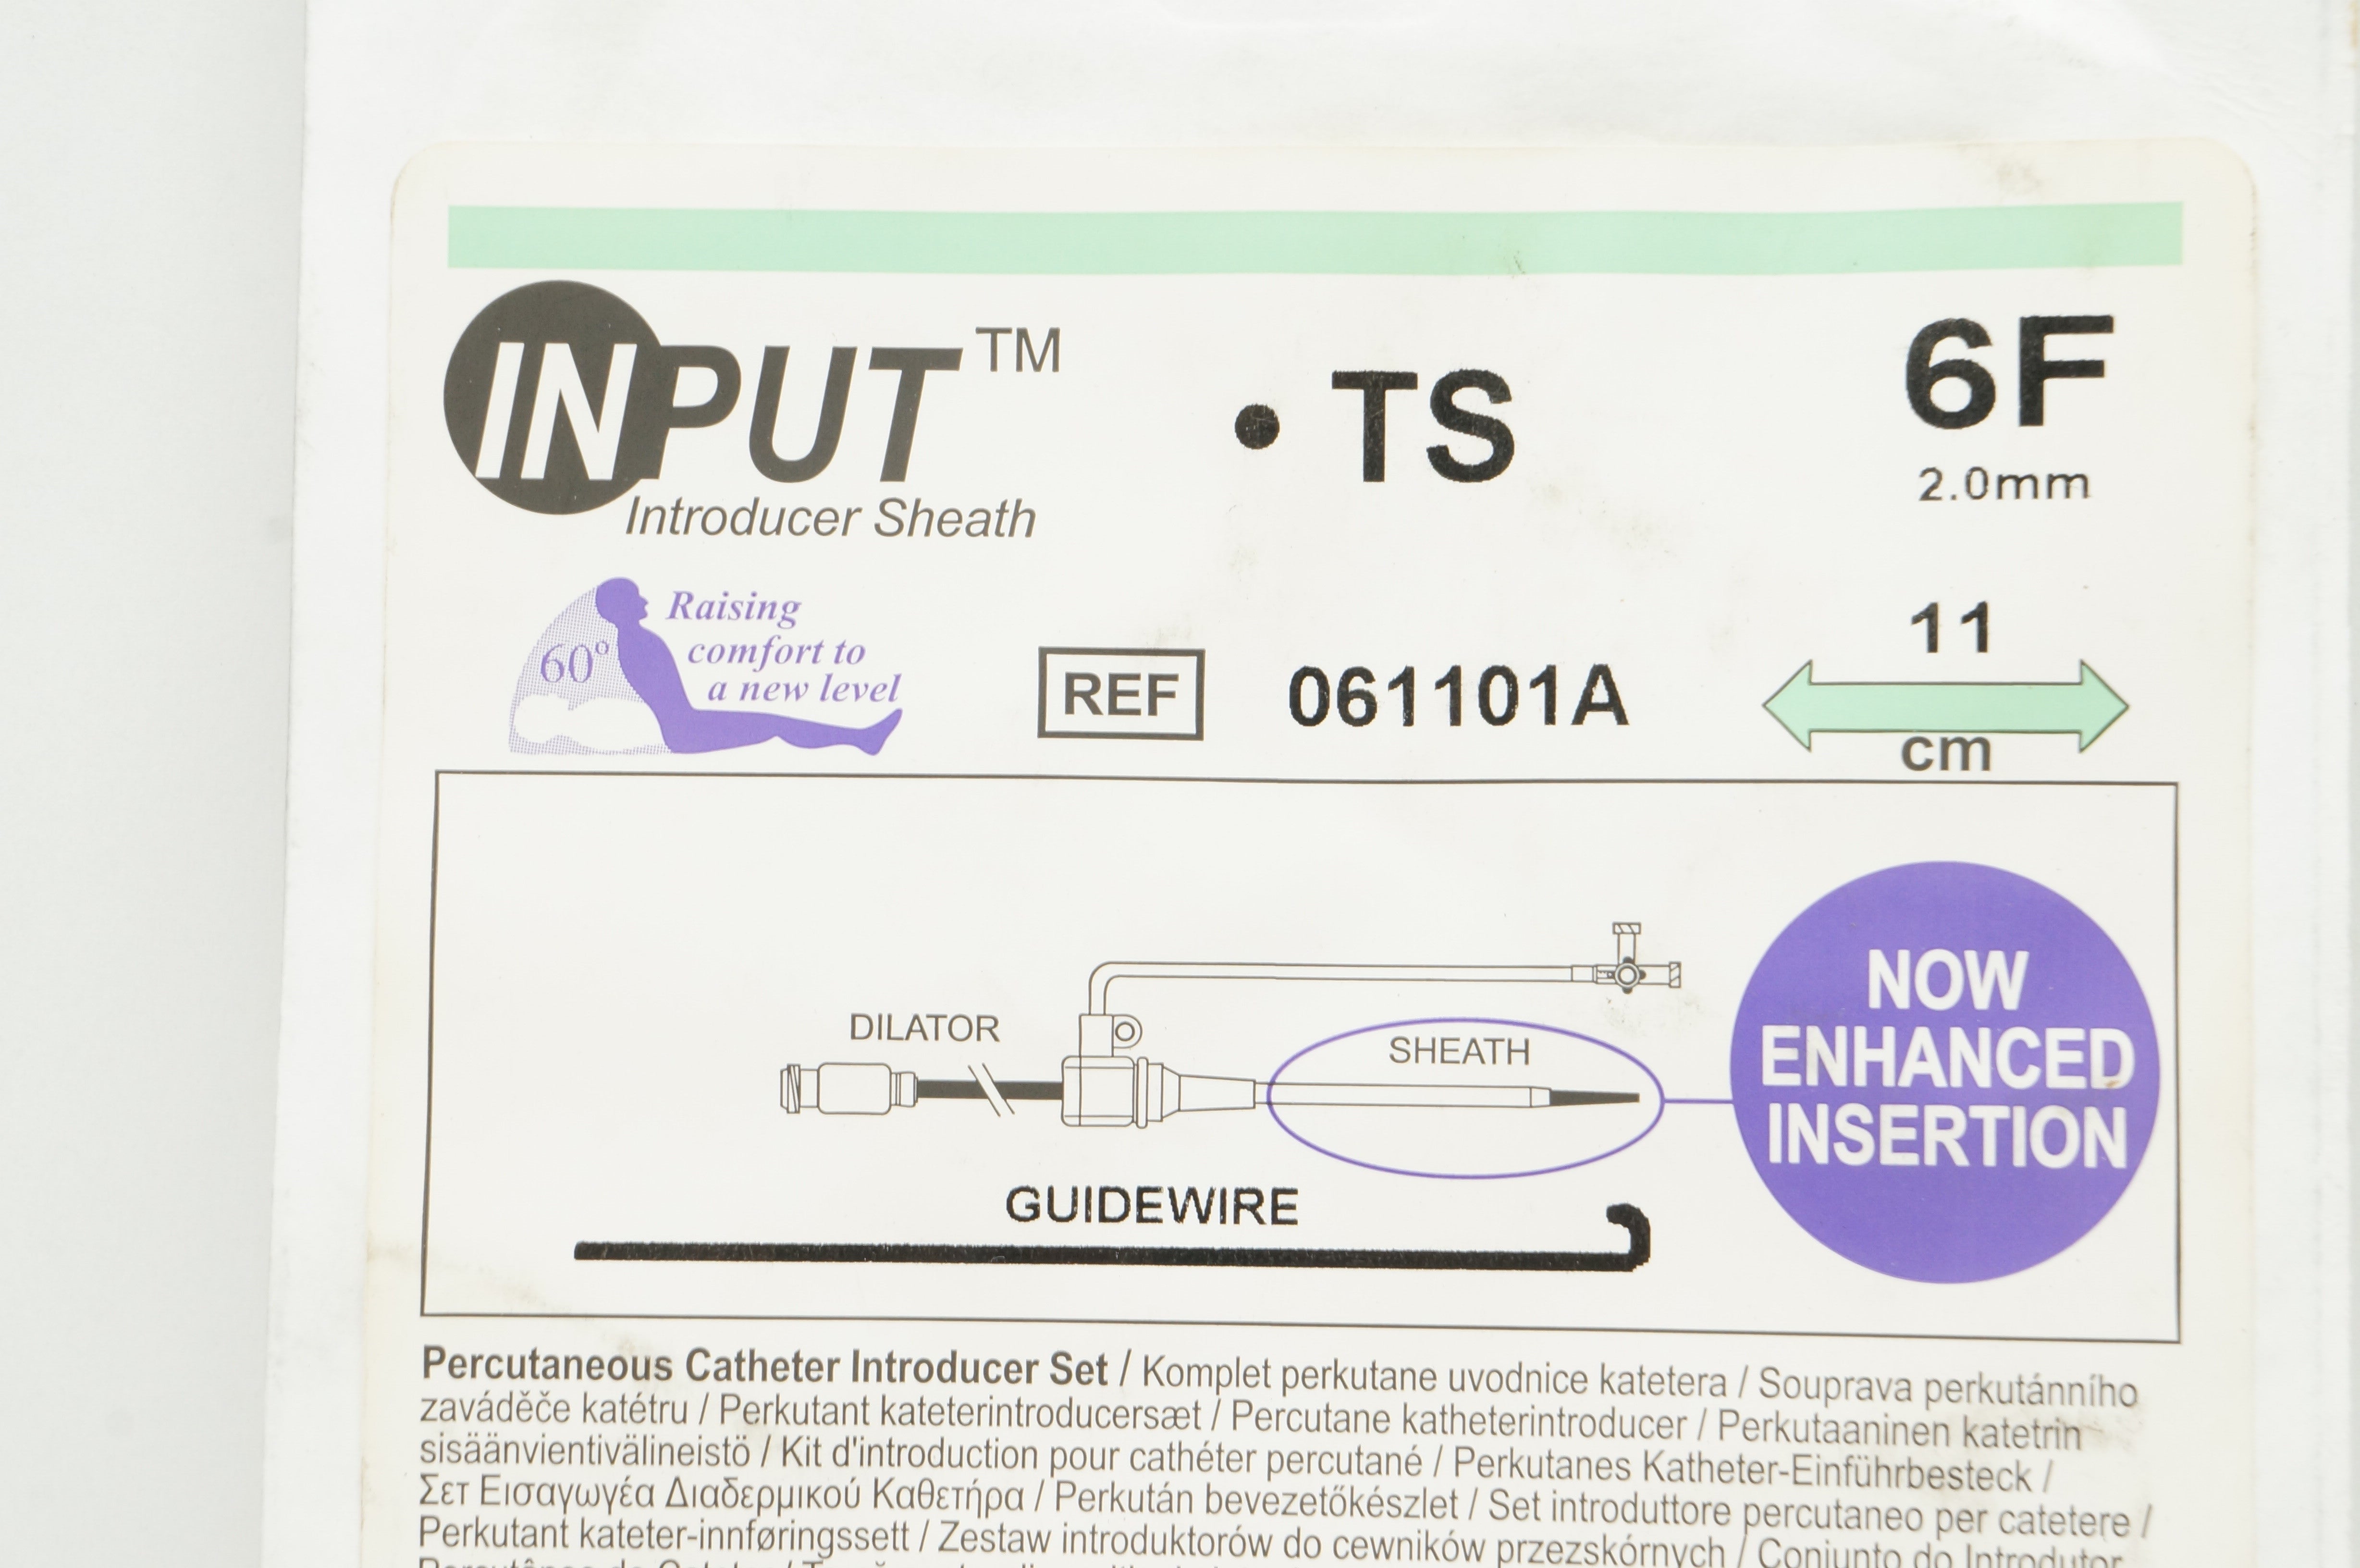 INPUT™
Introducer Sheath
• TS
6F
2.0mm
60°
Raising
comfort to
a new level
REF
061101A
11
cm
DILATOR
SHEATH
GUIDEWIRE
NOW
ENHANCED
INSERTION
Percutaneous Catheter Introducer Set / Komplet perkutane uvodnice katetera / Souprava perkutánního
zaváděče katétru / Perkutant kateterintroducersæt / Percutane katheterintroducer / Perkutaaninen katetrin
sisäänvientivälineistö / Kit d'introduction pour cathéter percutané / Perkutanes Katheter-Einführbesteck /
Σετ Εισαγωγέα Διαδερμικού Καθετήρα / Perkután bevezetőkészlet / Set introduttore percutaneo per catetere /
Perkutant kateter-innføringssett / Zestaw introduktorów do cewników przezskórnych / Conjunto do Introdutor